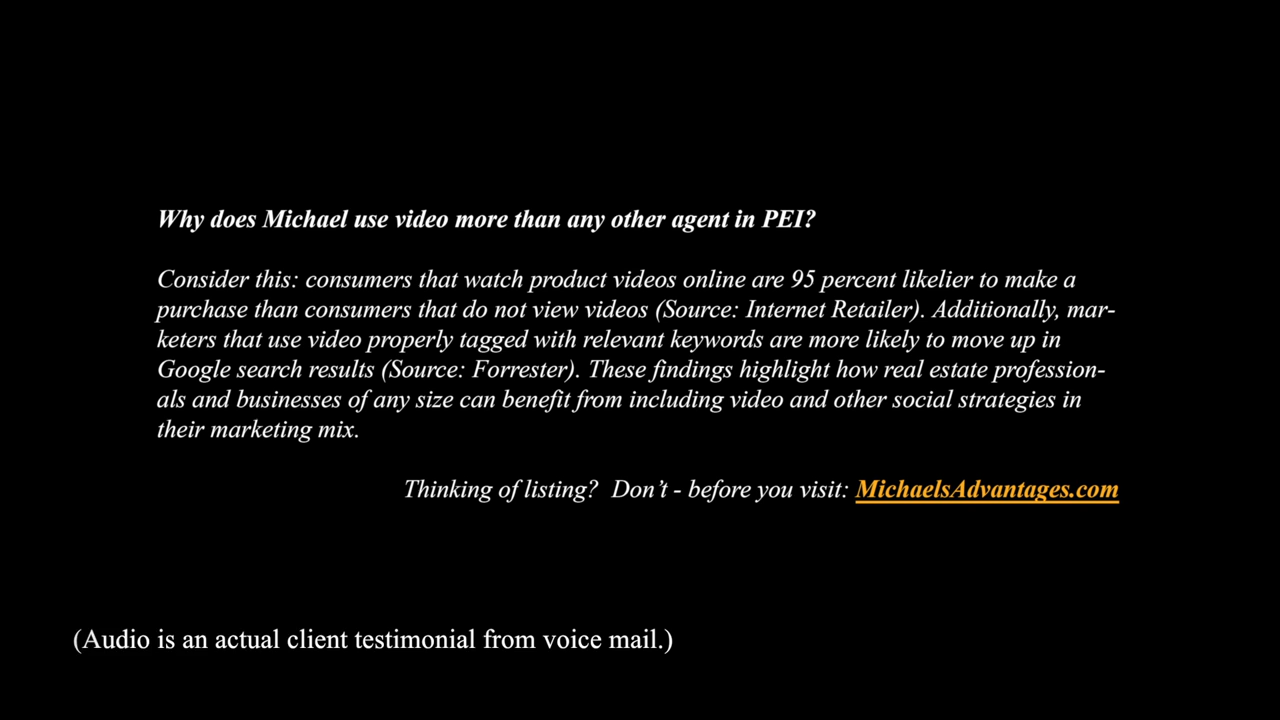 Why does Michael use video more than any other agent in PEI?
Consider this: consumers that watch product videos online are 95 percent likelier to make a
purchase than consumers that do not view videos (Source: Internet Retailer). Additionally, mar-
keters that use video properly tagged with relevant keywords are more likely to move up in
Google search results (Source: Forrester). These findings highlight how real estate profession-
als and businesses of any size can benefit from including video and other social strategies in
their marketing mix.
Thinking of listing?  Don’t - before you visit: MichaelsAdvantages.com
(Audio is an actual client testimonial from voice mail.)